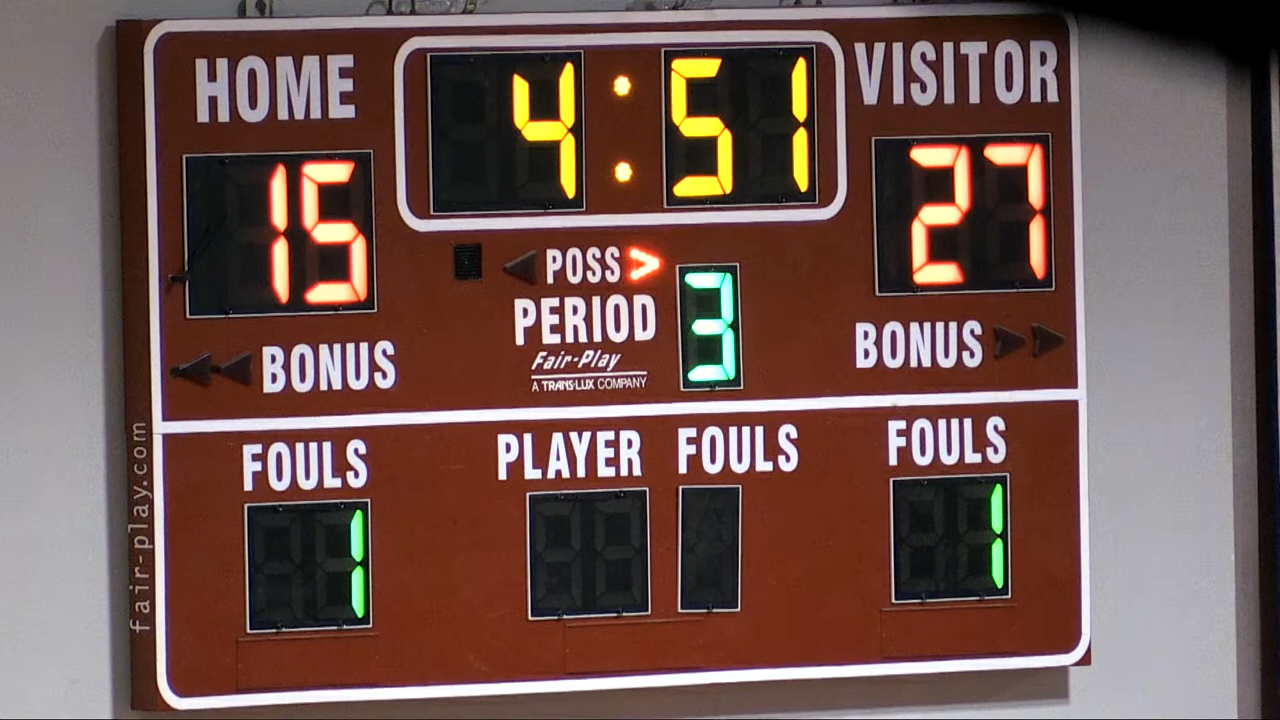 HOME 4:51 VISITOR
15 27
POSS >
PERIOD 3
BONUS BONUS
Fair-Play
A TRANS-LUX COMPANY
FOULS PLAYER FOULS FOULS
1 1
fair-play.com